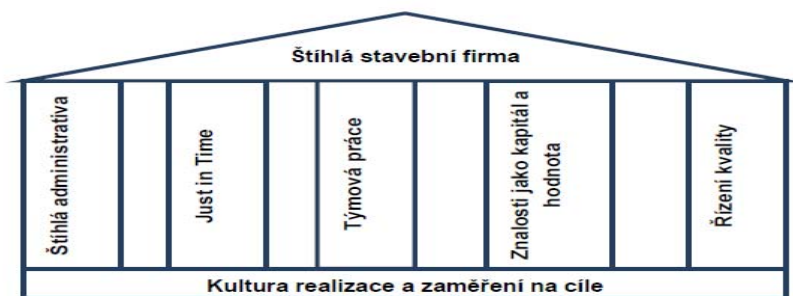 Štíhlá stavební firma
Štíhlá administrativa
Just in Time
Týmová práce
Znalosti jako kapitál a
hodnota
Řízení kvality
Kultura realizace a zaměření na cíle